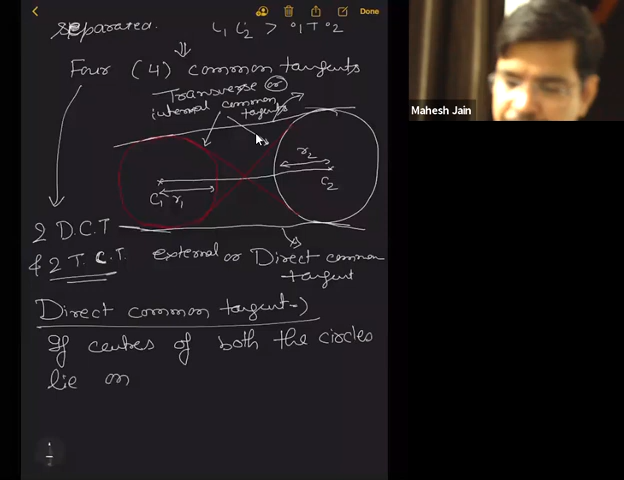 Done
separated. C₁C₂ > r₁+r₂
Mahesh Jain
⇓
Four (4) common tangents
Transverse or
internal common
tangents
r₂
C₂
C₁ r₁
2 D.C.T
& 2 T.C.T. external or Direct common
tangent
Direct common tangent→)
If centres of both the circles
lie on